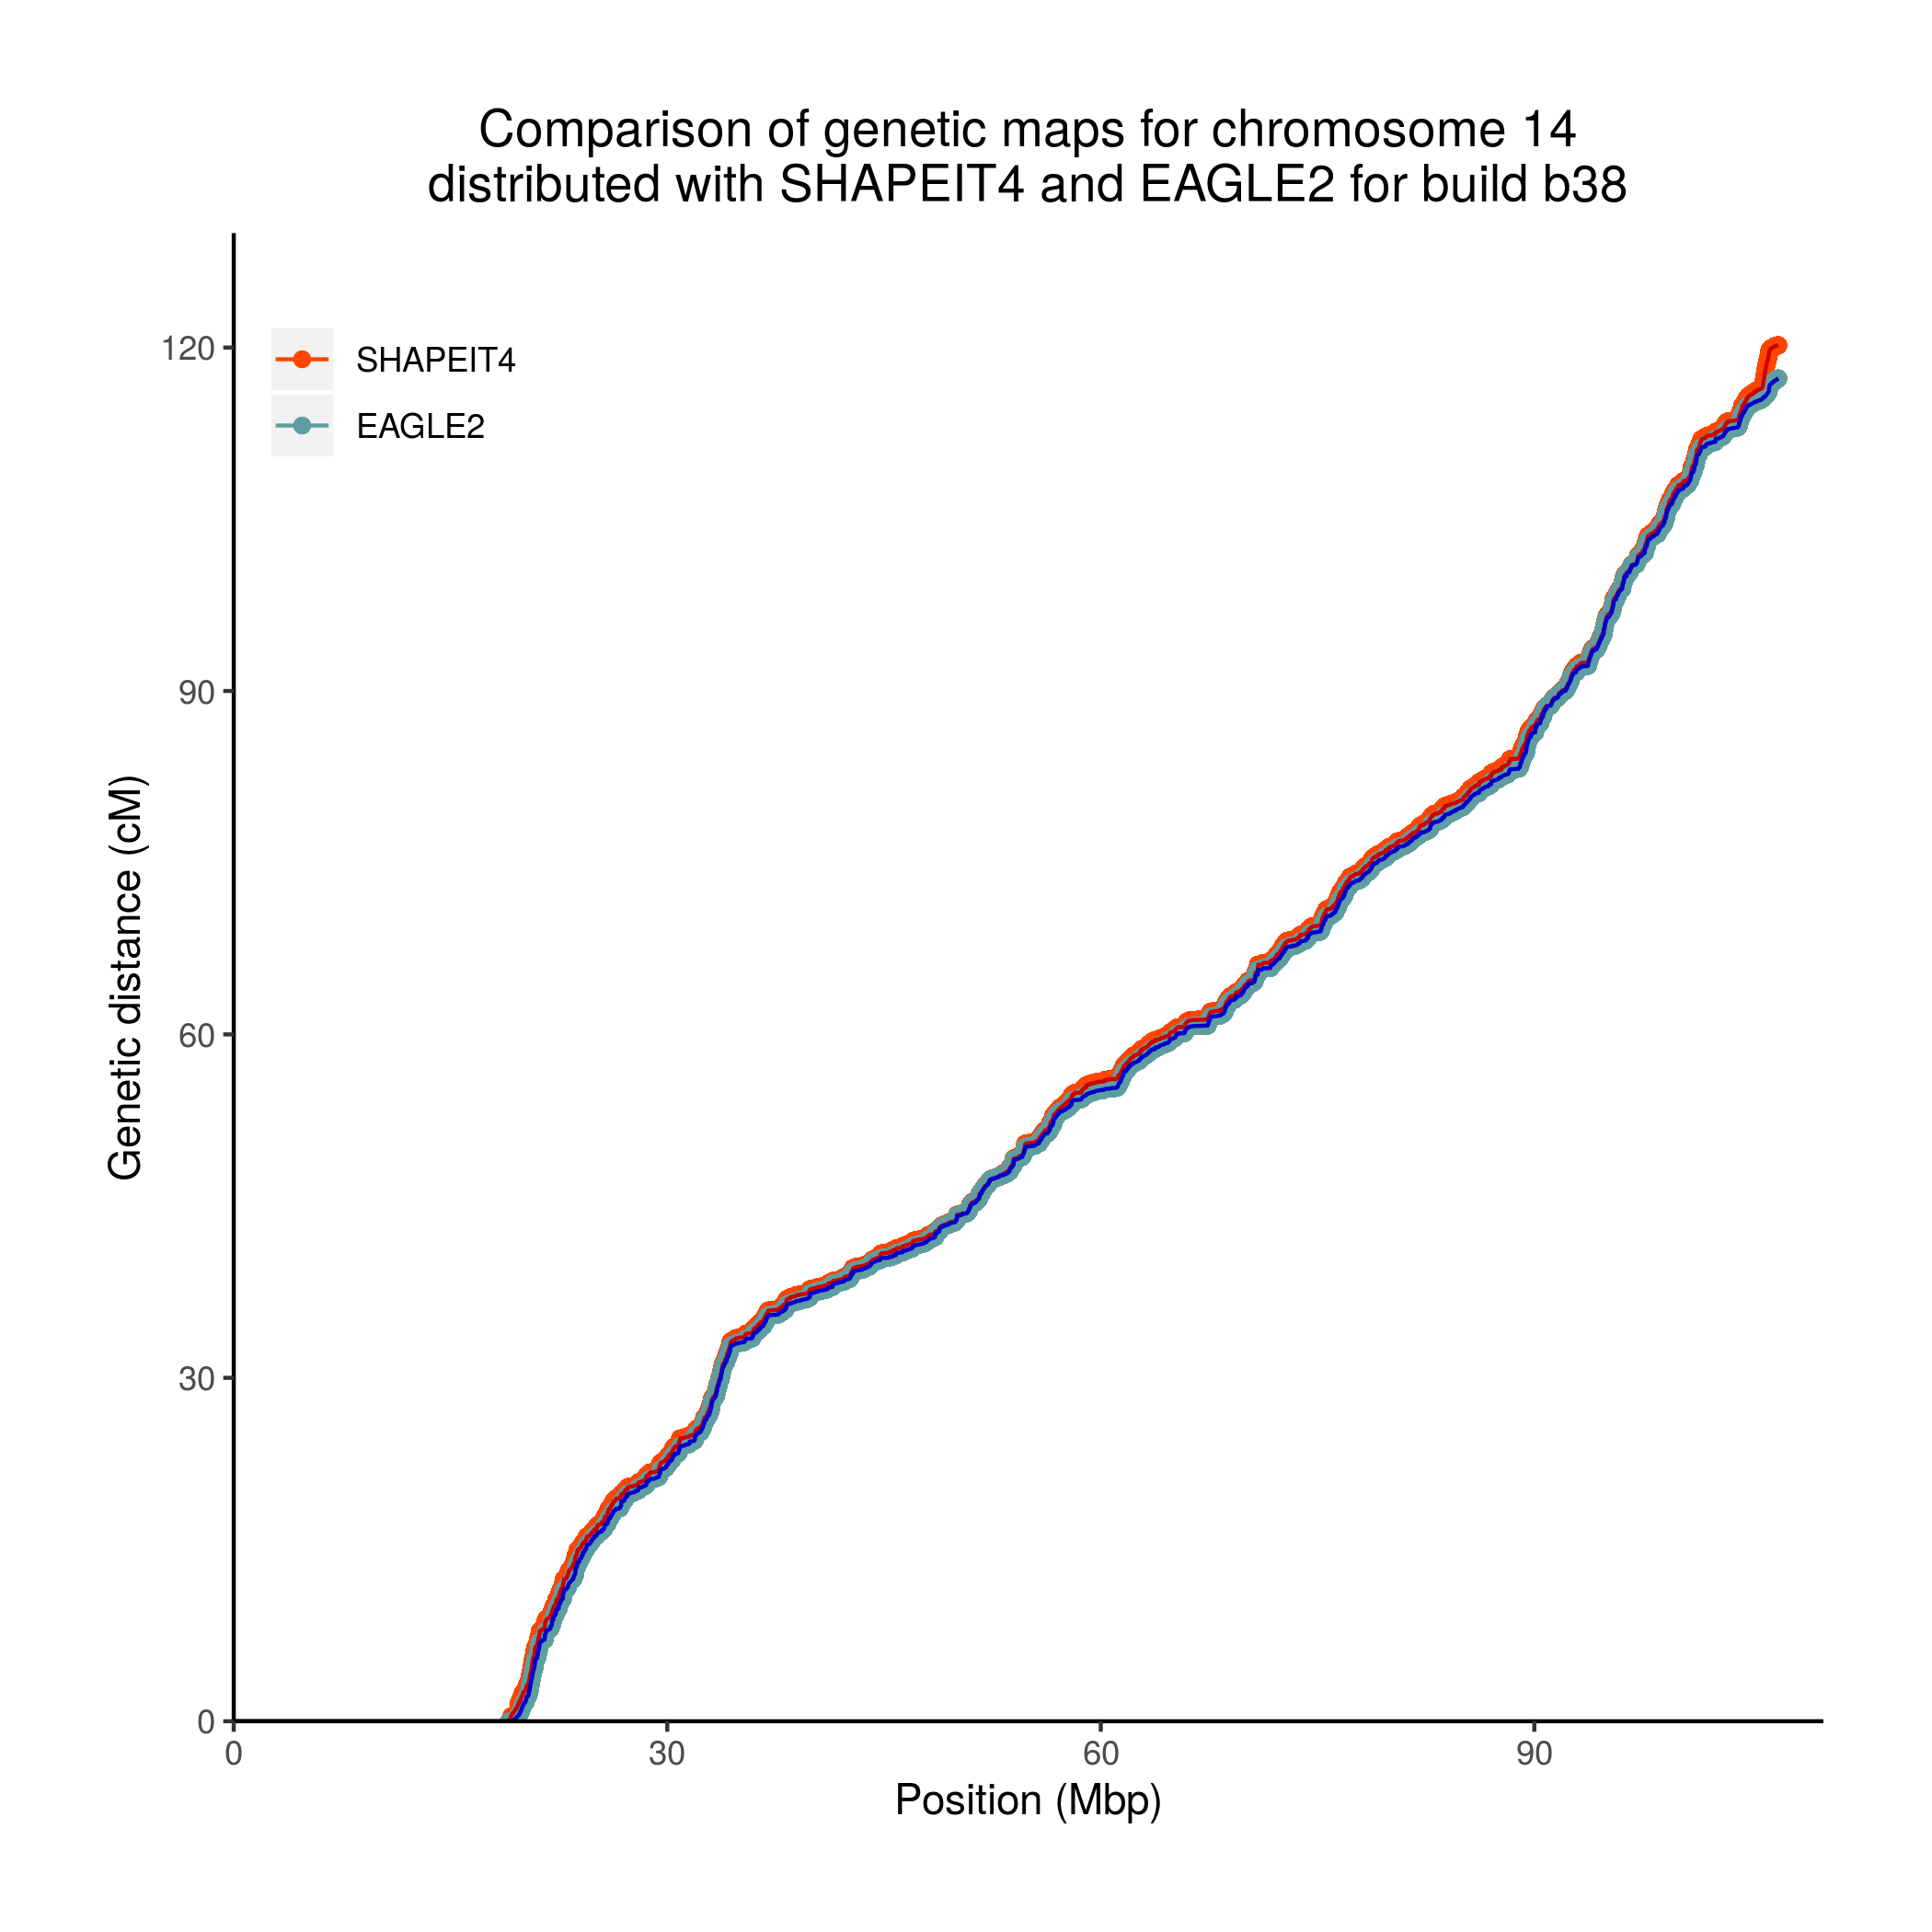 Comparison of genetic maps for chromosome 14
distributed with SHAPEIT4 and EAGLE2 for build b38
SHAPEIT4
EAGLE2
Genetic distance (cM)
120
90
60
30
0
0 30 60 90
Position (Mbp)